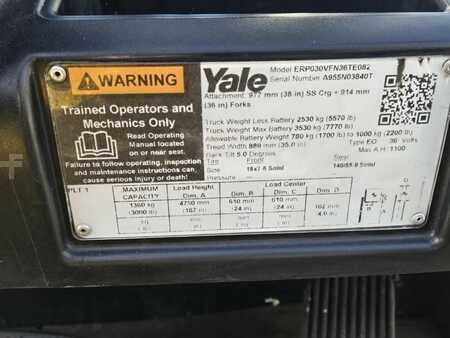 WARNING
Trained Operators and
Mechanics Only
Read Operating
Manual located
on or near seat.
Failure to follow operating, inspection
and maintenance instructions can
cause serious injury or death!
Yale
Model ERP030VFN36TE082
Serial Number A955N03840T
Attachment: 972 mm (38 in) SS Crg + 914 mm
(36 in) Forks
Truck Weight Less Battery 2530 kg (5570 lb)
Truck Weight Max Battery 3530 kg (7770 lb)
Allowable Battery Weight 780 kg (1700 lb) to 1000 kg (2200 lb)
Tread Width 889 mm (35.0 in) Type EO 36 Volts
Back Tilt 5.0 Degrees Max A H 1100
Tire Front Rear
Size 18x7-8 Solid 140/55-9 Solid
Pressure
MAXIMUM CAPACITY
Load Height
Load Center
DIM. A DIM. B DIM. C DIM. D
1360 kg 4750 mm 610 mm 610 mm 102 mm
(3000 lb) (187 in) (24 in) (24 in) (4.0 in)